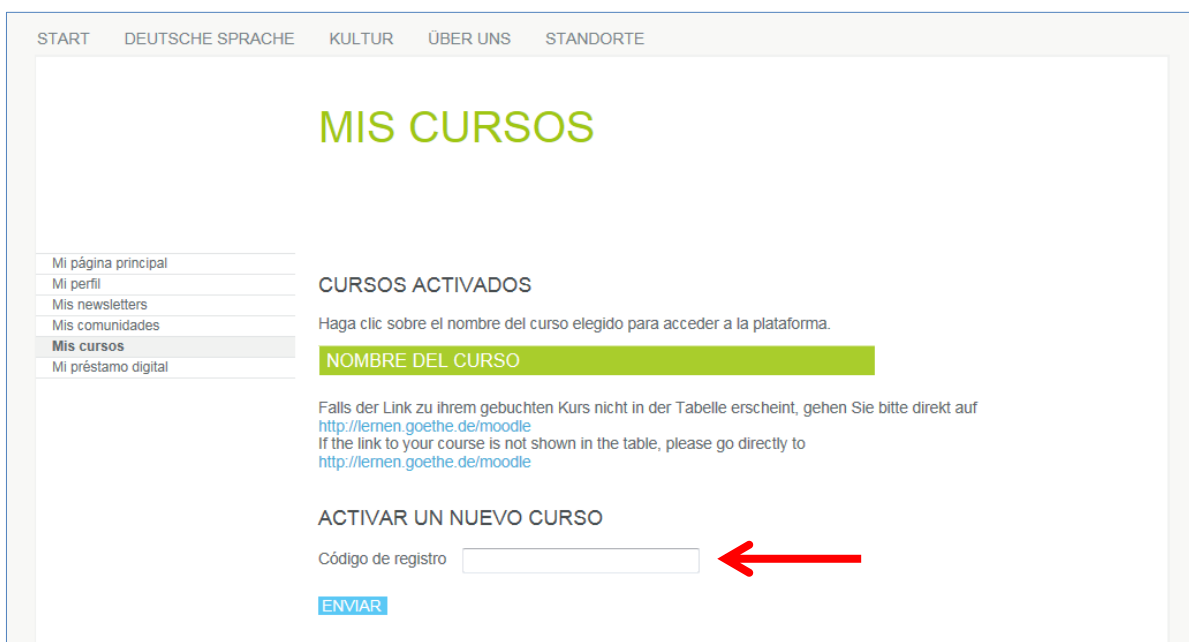 START DEUTSCHE SPRACHE KULTUR ÜBER UNS STANDORTE
MIS CURSOS
Mi página principal
Mi perfil
Mis newsletters
Mis comunidades
Mis cursos
Mi préstamo digital
CURSOS ACTIVADOS
Haga clic sobre el nombre del curso elegido para acceder a la plataforma.
NOMBRE DEL CURSO
Falls der Link zu ihrem gebuchten Kurs nicht in der Tabelle erscheint, gehen Sie bitte direkt auf
http://lernen.goethe.de/moodle
If the link to your course is not shown in the table, please go directly to
http://lernen.goethe.de/moodle
ACTIVAR UN NUEVO CURSO
Código de registro
ENVIAR